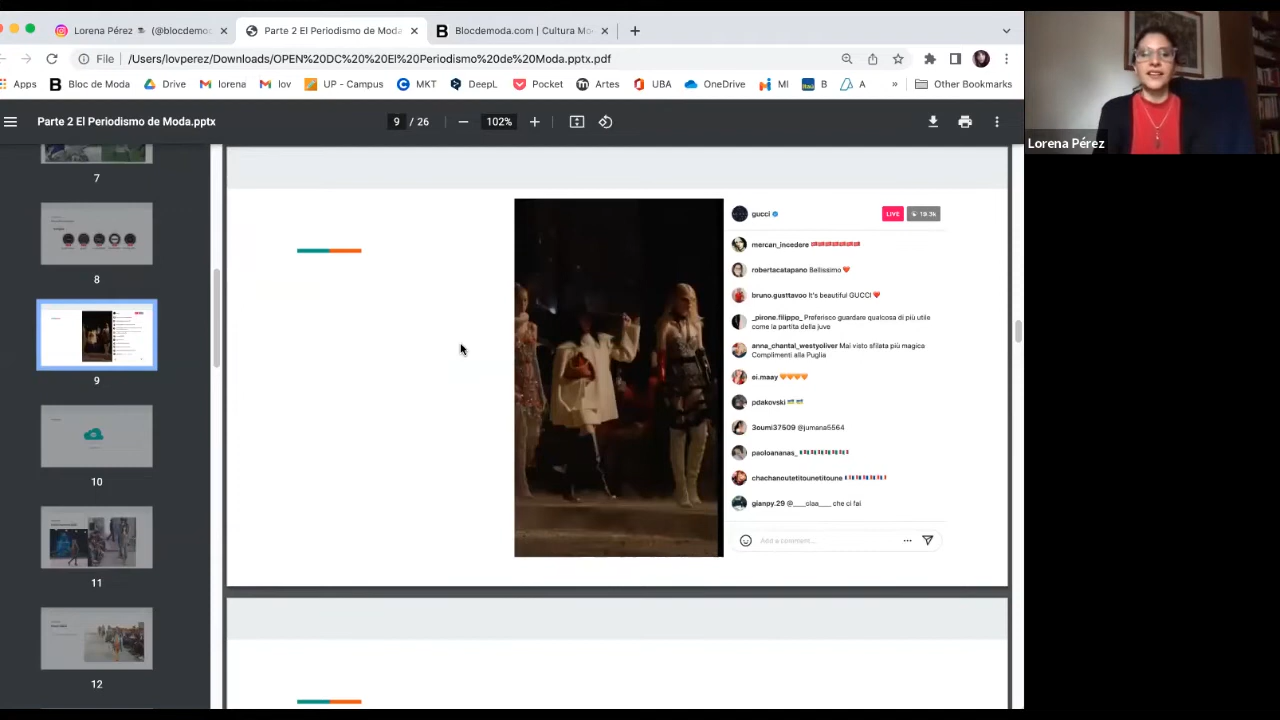 Lorena Pérez
(@blocdemo
Parte 2 El Periodismo de Moda
Blocdemoda.com | Cultura Mo
File
/Users/lovperez/Downloads/OPEN%20DC%20%20El%20Periodismo%20de%20Moda.pptx.pdf
Apps
Bloc de Moda
Drive
lorena
lov
UP - Campus
MKT
DeepL
Pocket
Artes
UBA
OneDrive
MI
B
A
»
Other Bookmarks
Parte 2 El Periodismo de Moda.pptx
9 / 26
102%
Lorena Pérez
7
8
9
10
11
12
gucci
LIVE
19.3k
mercan_incedere
robertacatapano Bellissimo
bruno.gusttavoo It's beautiful GUCCI
_pirone.filippo_ Preferisco guardare qualcosa di più utile
come la partita della juve
anna_chantal_westyoliver Mai visto sfilata più magica
Complimenti alla Puglia
ei.maay
pdakovski
3oumi37509 @jumana5564
paoloananas_
chachanoutetitounetitoune
gianpy.29 @____olaa____ che ci fai
Add a comment...